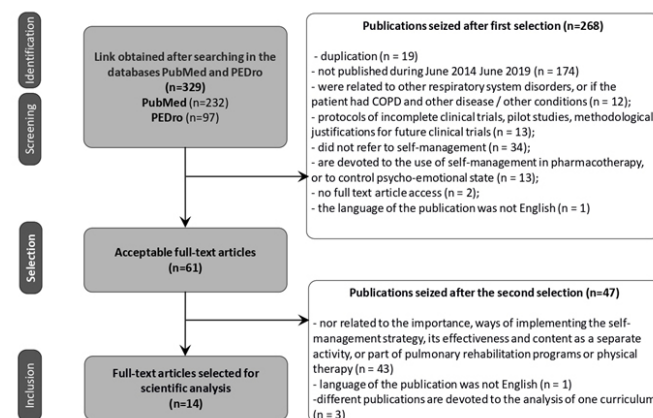 Identification
Screening
Selection
Inclusion
Link obtained after searching in the
databases PubMed and PEDro
(n=329)
PubMed (n=232)
PEDro (n=97)
Publications seized after first selection (n=268)
- duplication (n = 19)
- not published during June 2014 June 2019 (n = 174)
- were related to other respiratory system disorders, or if the
patient had COPD and other disease / other conditions (n = 12);
- protocols of incomplete clinical trials, pilot studies, methodological
justifications for future clinical trials (n = 13);
- did not refer to self-management (n = 34);
- are devoted to the use of self-management in pharmacotherapy,
or to control psycho-emotional state (n = 13);
- no full text article access (n = 2);
- the language of the publication was not English (n = 1)
Acceptable full-text articles
(n=61)
Publications seized after the second selection (n=47)
- nor related to the importance, ways of implementing the self-
management strategy, its effectiveness and content as a separate
activity, or part of pulmonary rehabilitation programs or physical
therapy (n = 43)
- language of the publication was not English (n = 1)
-different publications are devoted to the analysis of one curriculum
(n = 3)
Full-text articles selected for
scientific analysis
(n=14)